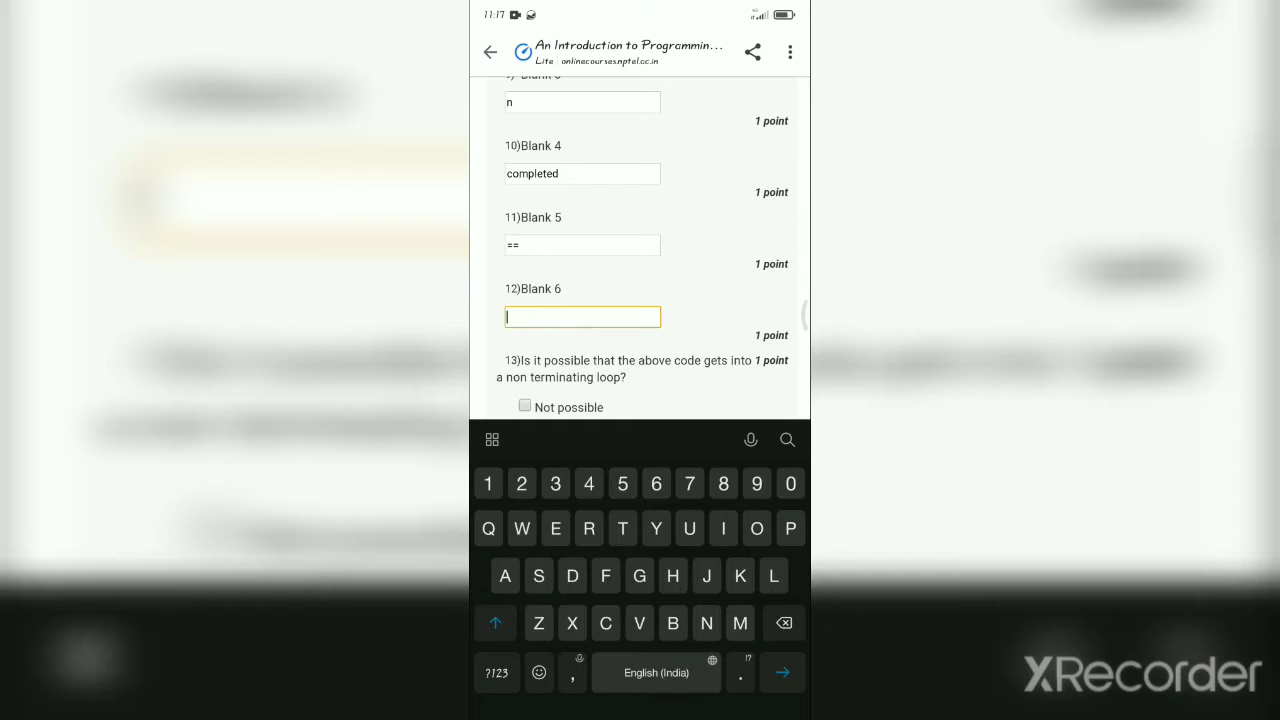 11:17
An Introduction to Programmin...
Lite | onlinecourses.nptel.ac.in
n
1 point
10)Blank 4
completed
1 point
11)Blank 5
==
1 point
12)Blank 6
1 point
13)Is it possible that the above code gets into 1 point
a non terminating loop?
Not possible
1 2 3 4 5 6 7 8 9 0
Q W E R T Y U I O P
A S D F G H J K L
Z X C V B N M
?123 , English (India) . !?
XRecorder